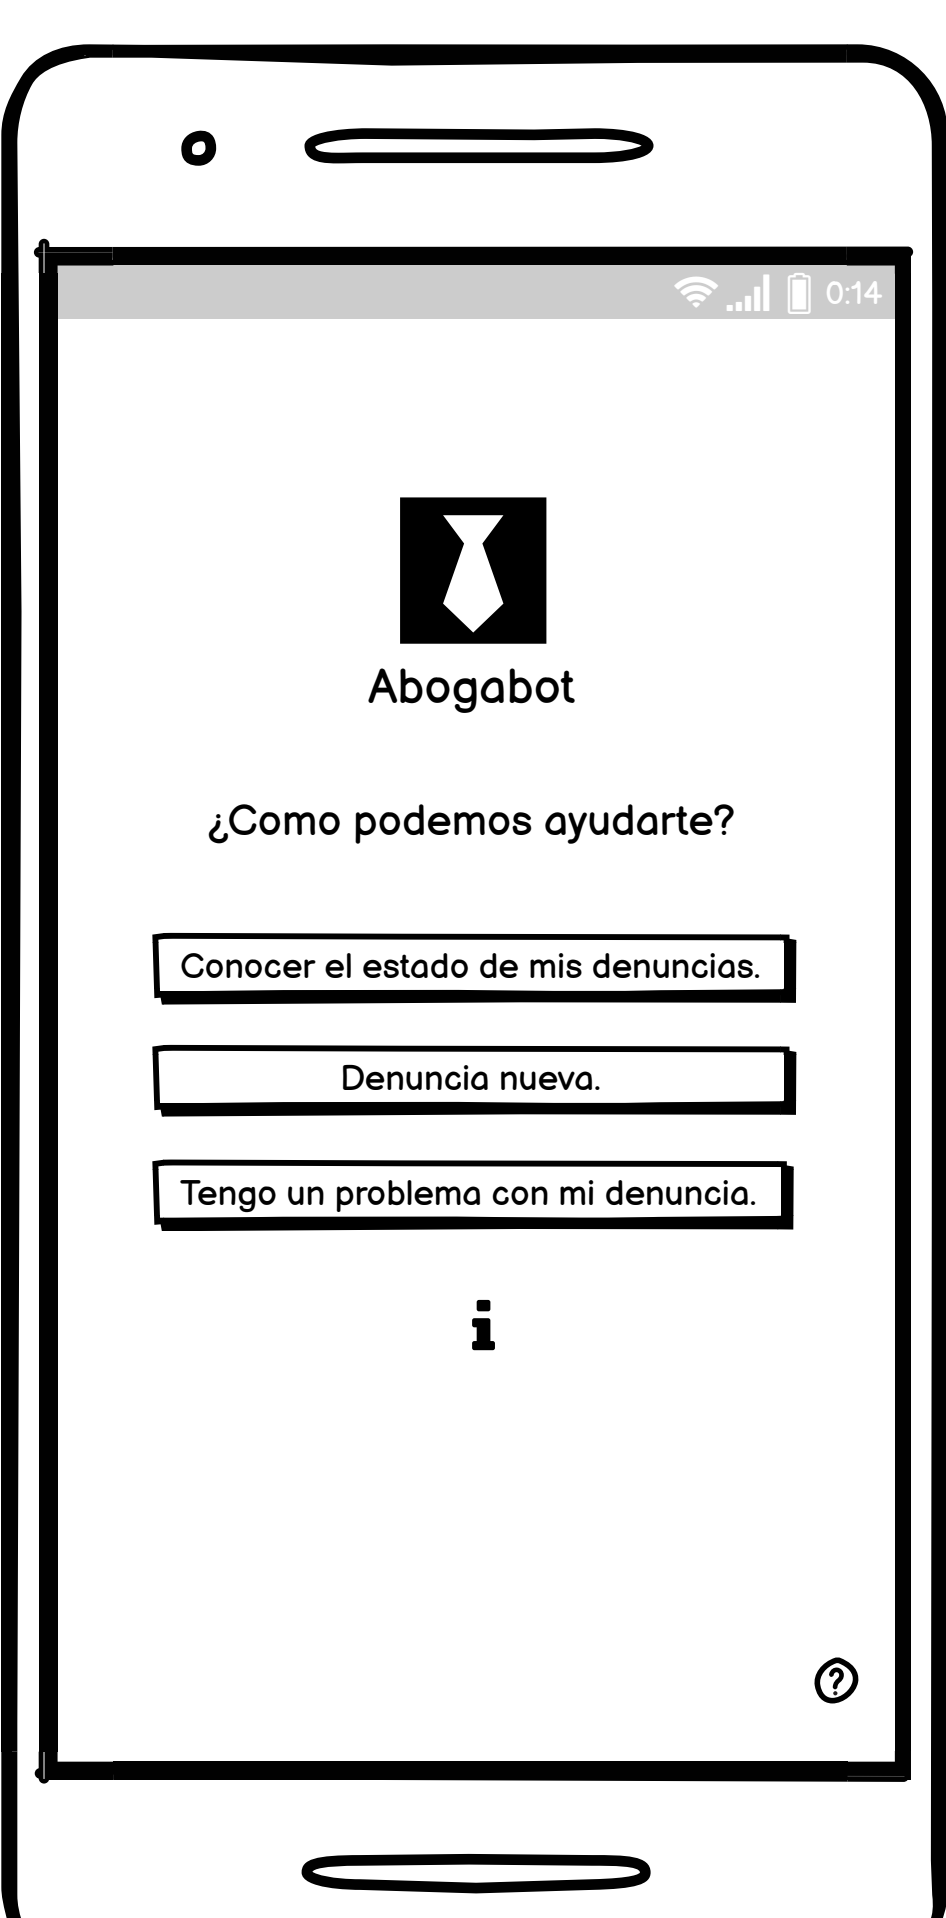 0:14
Abogabot
¿Como podemos ayudarte?
Conocer el estado de mis denuncias.
Denuncia nueva.
Tengo un problema con mi denuncia.
i
?